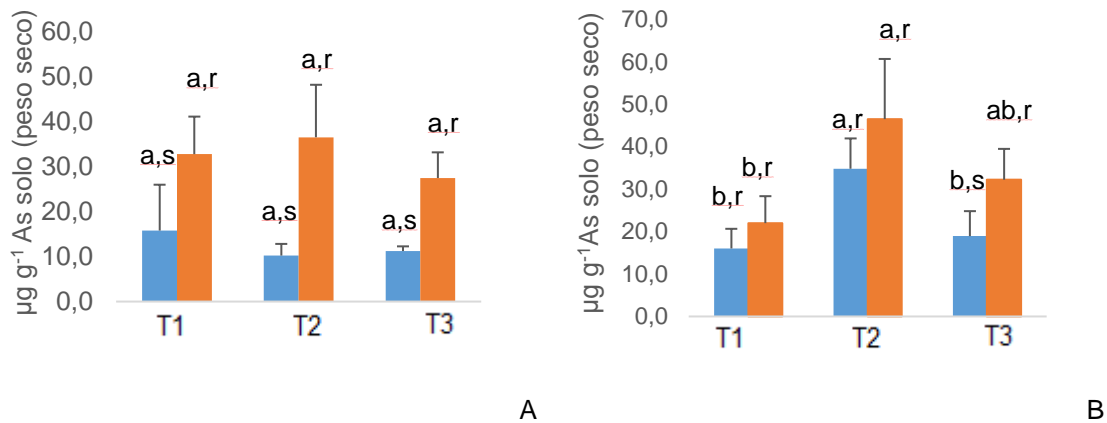 µg g-1 As solo (peso seco)
60,0
50,0
40,0
30,0
20,0
10,0
0,0
a,s
a,r
a,s
a,r
a,s
a,r
T1
T2
T3
A
µg g-1As solo (peso seco)
70,0
60,0
50,0
40,0
30,0
20,0
10,0
0,0
b,r
b,r
a,r
a,r
b,s
ab,r
T1
T2
T3
B